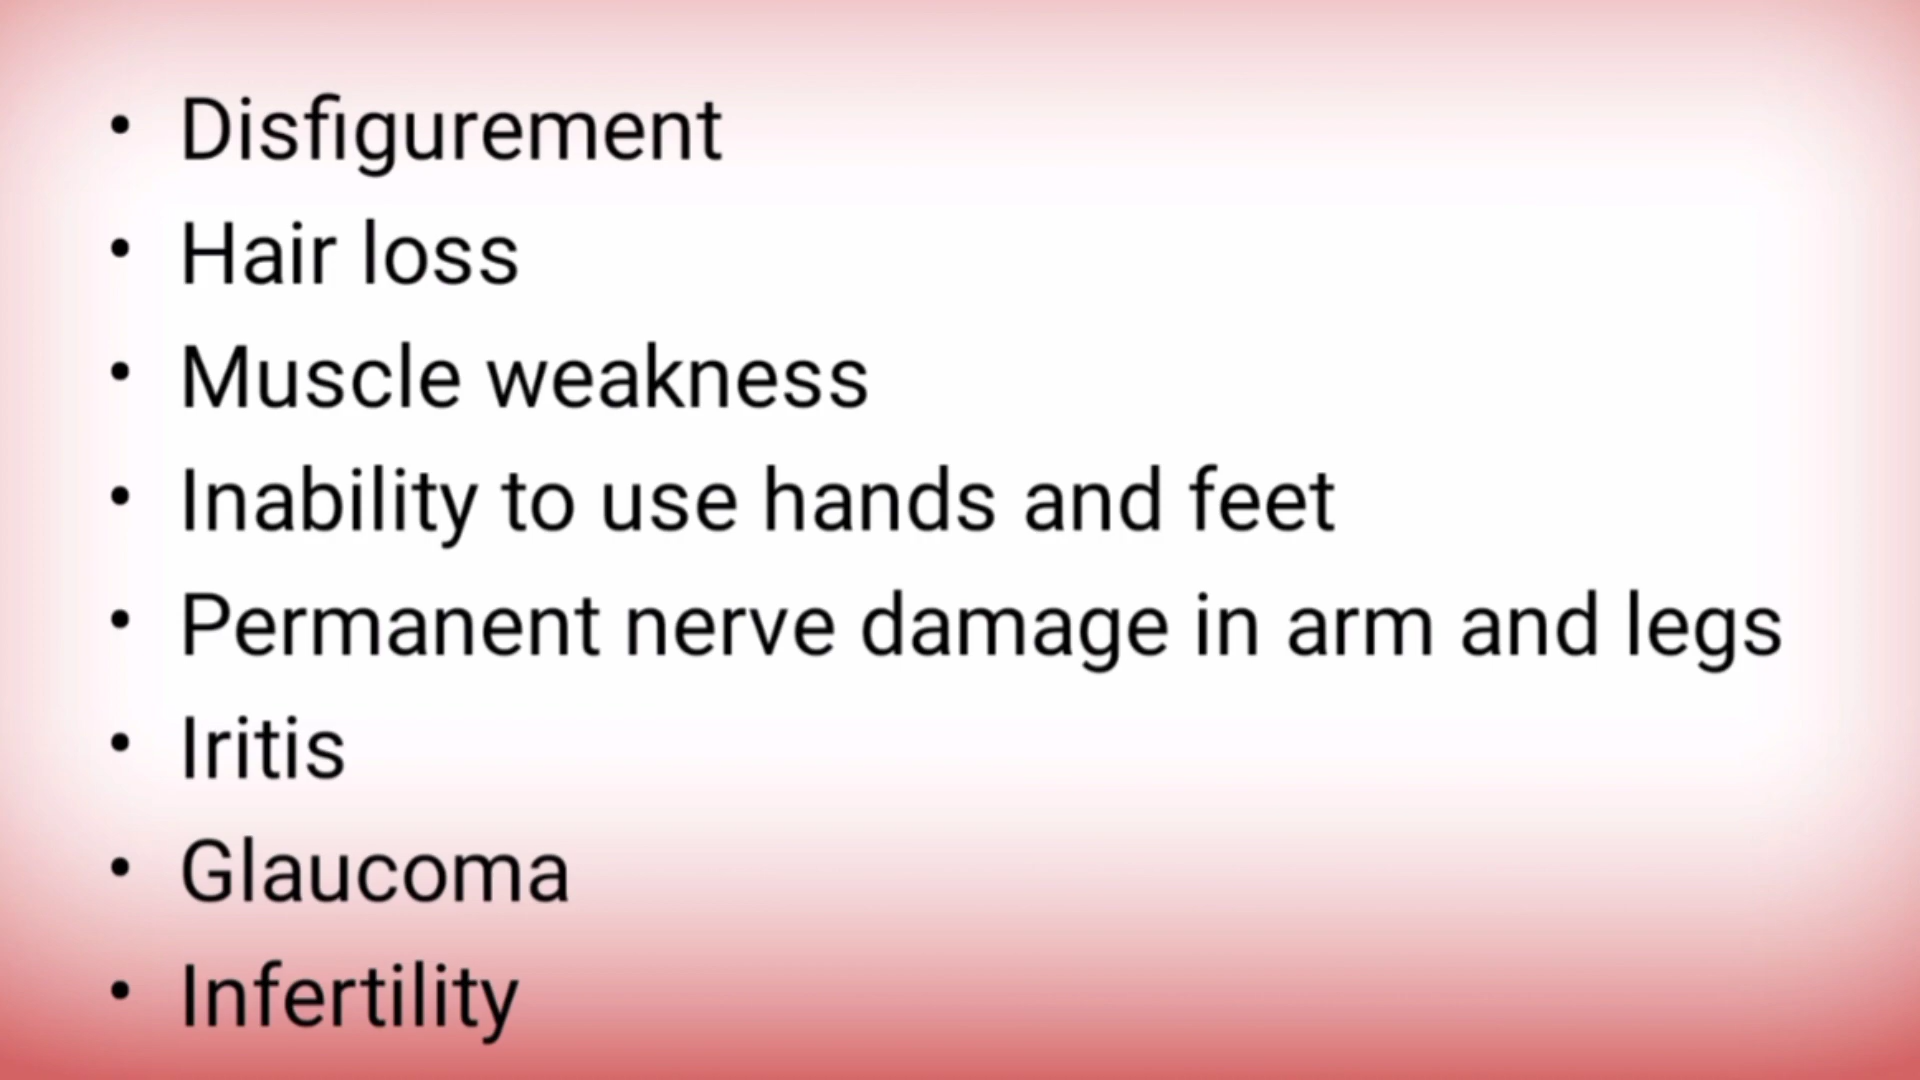 • Disfigurement
• Hair loss
• Muscle weakness
• Inability to use hands and feet
• Permanent nerve damage in arm and legs
• Iritis
• Glaucoma
• Infertility